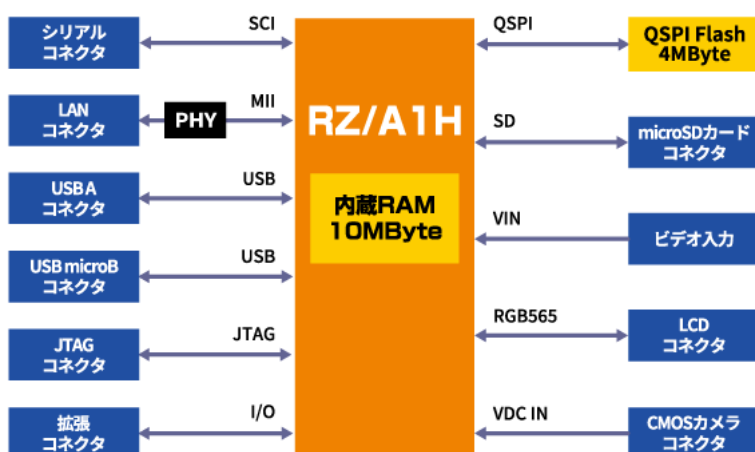 シリアル
コネクタ
SCI
LAN
コネクタ
PHY
MII
USB A
コネクタ
USB
USB microB
コネクタ
USB
JTAG
コネクタ
JTAG
拡張
コネクタ
I/O
RZ/A1H
内蔵RAM
10MByte
QSPI
QSPI Flash
4MByte
SD
microSDカード
コネクタ
VIN
ビデオ入力
RGB565
LCD
コネクタ
VDC IN
CMOSカメラ
コネクタ